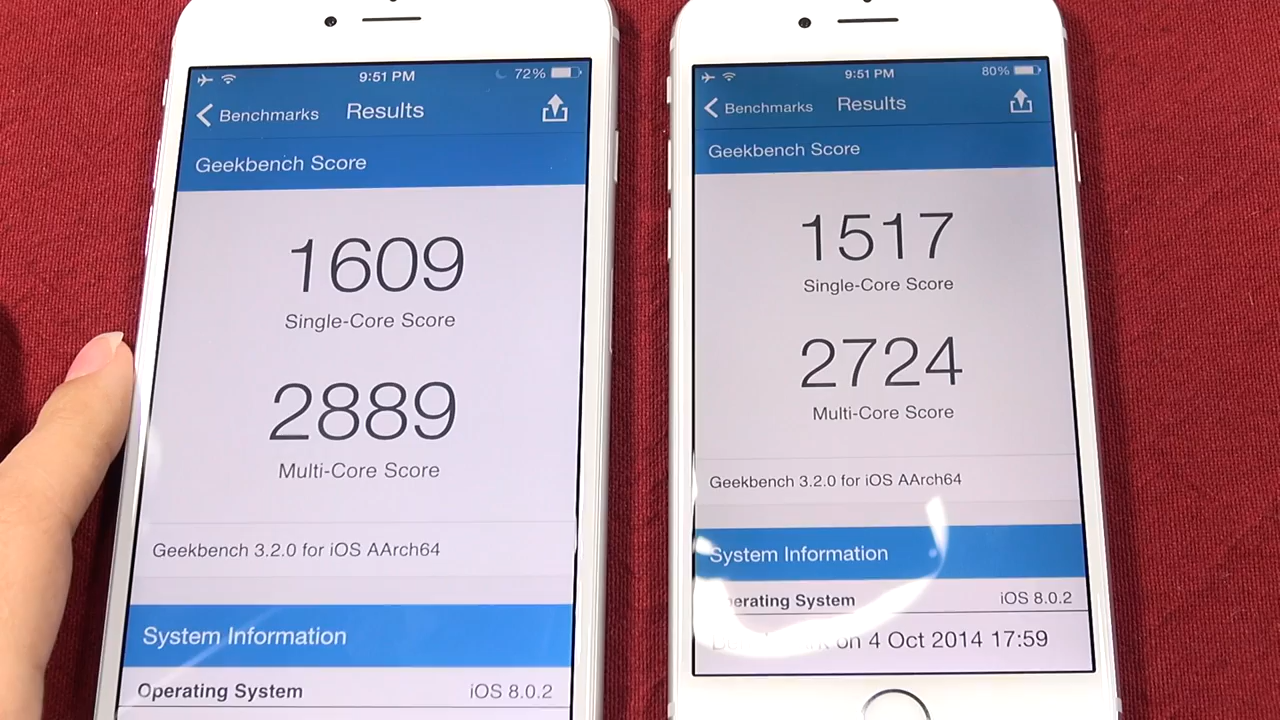 9:51 PM 72%
Benchmarks Results
Geekbench Score
1609
Single-Core Score
2889
Multi-Core Score
Geekbench 3.2.0 for iOS AArch64
System Information
Operating System iOS 8.0.2
9:51 PM 80%
Benchmarks Results
Geekbench Score
1517
Single-Core Score
2724
Multi-Core Score
Geekbench 3.2.0 for iOS AArch64
System Information
Operating System iOS 8.0.2
on 4 Oct 2014 17:59